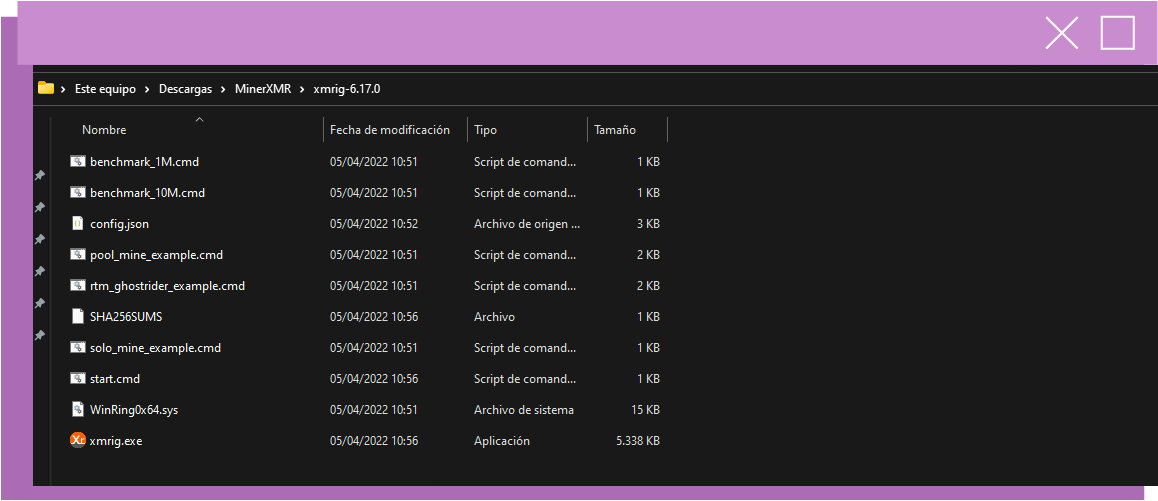 Este equipo > Descargas > MinerXMR > xmrig-6.17.0
Nombre Fecha de modificación Tipo Tamaño
benchmark_1M.cmd 05/04/2022 10:51 Script de comand... 1 KB
benchmark_10M.cmd 05/04/2022 10:51 Script de comand... 1 KB
config.json 05/04/2022 10:52 Archivo de origen ... 3 KB
pool_mine_example.cmd 05/04/2022 10:51 Script de comand... 2 KB
rtm_ghostrider_example.cmd 05/04/2022 10:51 Script de comand... 2 KB
SHA256SUMS 05/04/2022 10:56 Archivo 1 KB
solo_mine_example.cmd 05/04/2022 10:51 Script de comand... 1 KB
start.cmd 05/04/2022 10:56 Script de comand... 1 KB
WinRing0x64.sys 05/04/2022 10:51 Archivo de sistema 15 KB
xmrig.exe 05/04/2022 10:56 Aplicación 5.338 KB